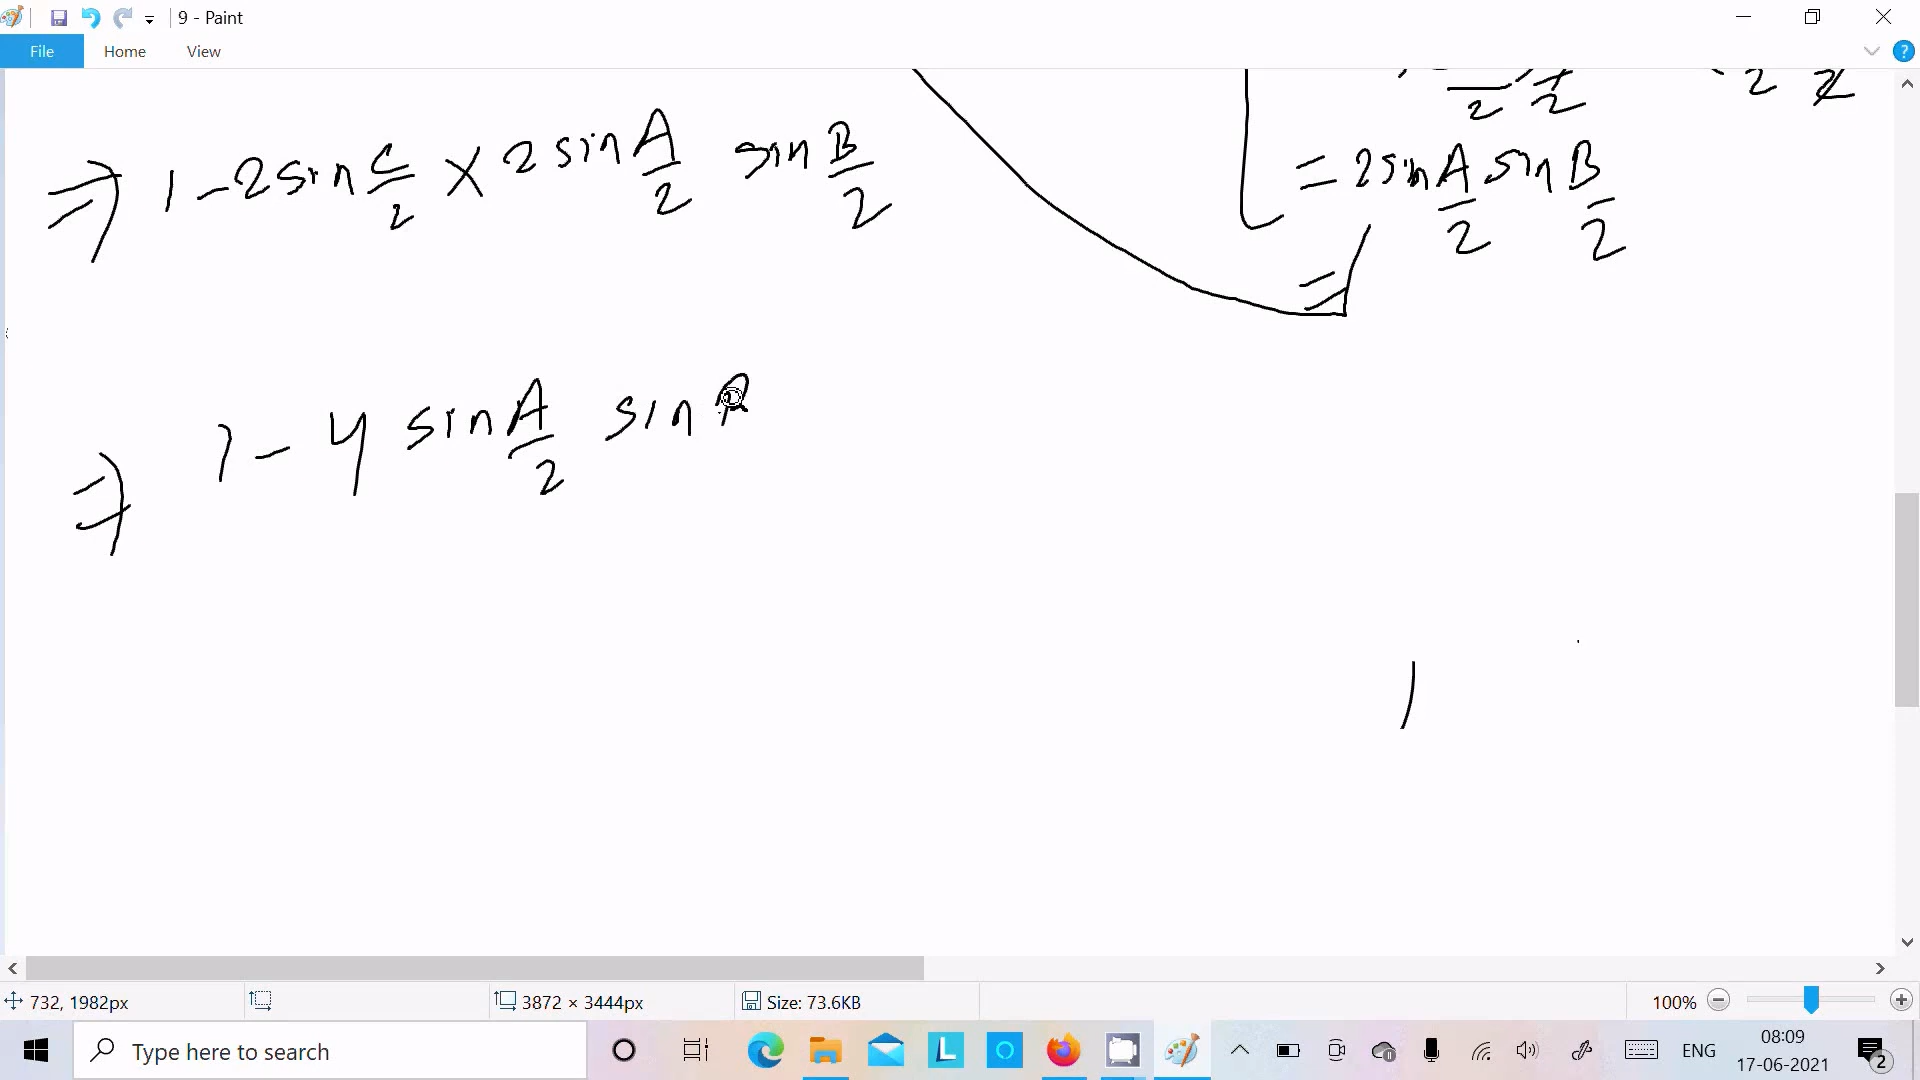 9 - Paint
File Home View
⇒ 1 - 2 sin C/2 × 2 sin A/2 sin B/2
= 2 sin A/2 sin B/2
⇒ 1 - 4 sin A/2 sin
732, 1982px
3872 × 3444px
Size: 73.6KB
100%
Type here to search
ENG
08:09
17-06-2021
2